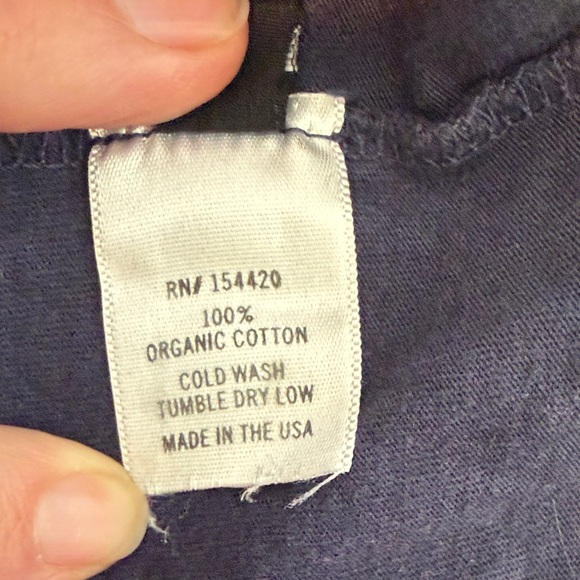 RN# 154420
100%
ORGANIC COTTON
COLD WASH
TUMBLE DRY LOW
MADE IN THE USA